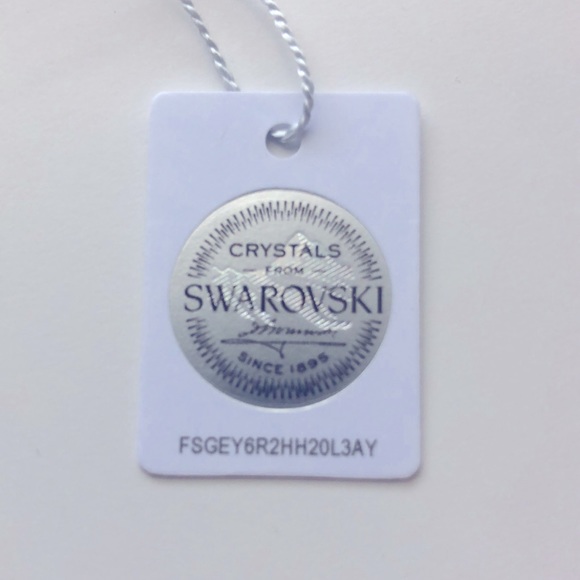 CRYSTALS
FROM
SWAROVSKI
SINCE 1895
FSGEY6R2HH20L3AY